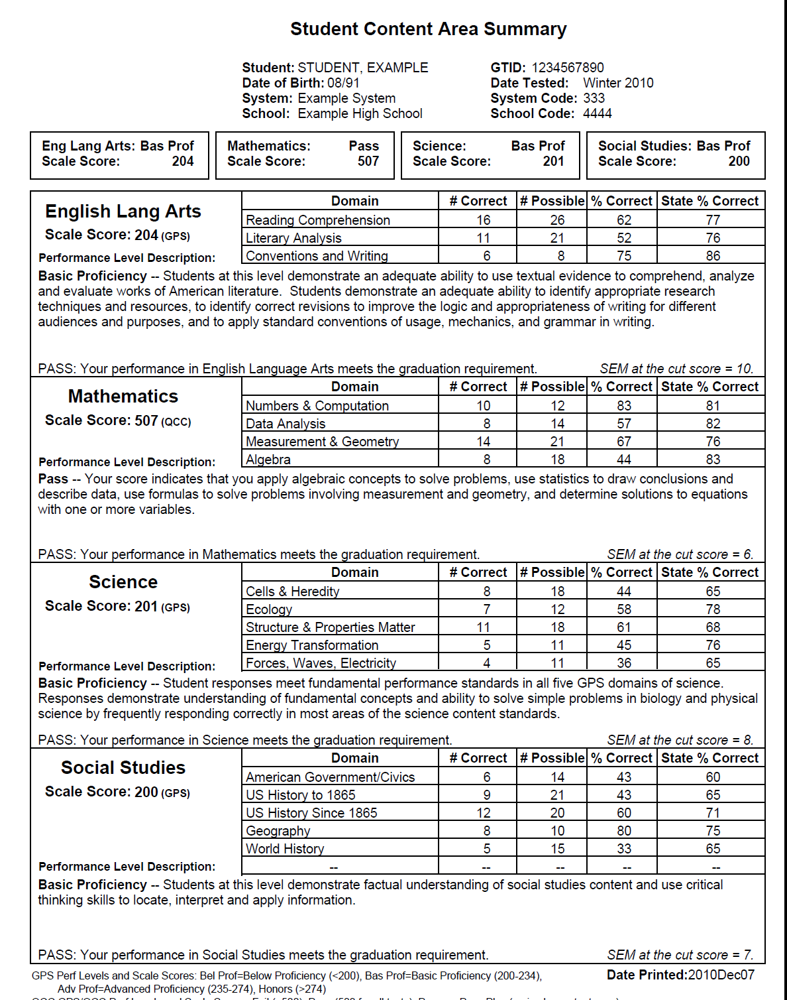 Student Content Area Summary
Student: STUDENT, EXAMPLE GTID: 1234567890
Date of Birth: 08/91 Date Tested: Winter 2010
System: Example System System Code: 333
School: Example High School School Code: 4444
Eng Lang Arts: Bas Prof Mathematics: Pass Science: Bas Prof Social Studies: Bas Prof
Scale Score: 204 Scale Score: 507 Scale Score: 201 Scale Score: 200
English Lang Arts
Scale Score: 204 (GPS)
Performance Level Description:
Domain # Correct # Possible % Correct State % Correct
Reading Comprehension 16 26 62 77
Literary Analysis 11 21 52 76
Conventions and Writing 6 8 75 86
Basic Proficiency -- Students at this level demonstrate an adequate ability to use textual evidence to comprehend, analyze
and evaluate works of American literature. Students demonstrate an adequate ability to identify appropriate research
techniques and resources, to identify correct revisions to improve the logic and appropriateness of writing for different
audiences and purposes, and to apply standard conventions of usage, mechanics, and grammar in writing.
PASS: Your performance in English Language Arts meets the graduation requirement. SEM at the cut score = 10.
Mathematics
Scale Score: 507 (QCC)
Performance Level Description:
Domain # Correct # Possible % Correct State % Correct
Numbers & Computation 10 12 83 81
Data Analysis 8 14 57 82
Measurement & Geometry 14 21 67 76
Algebra 8 18 44 83
Pass -- Your score indicates that you apply algebraic concepts to solve problems, use statistics to draw conclusions and
describe data, use formulas to solve problems involving measurement and geometry, and determine solutions to equations
with one or more variables.
PASS: Your performance in Mathematics meets the graduation requirement. SEM at the cut score = 6.
Science
Scale Score: 201 (GPS)
Performance Level Description:
Domain # Correct # Possible % Correct State % Correct
Cells & Heredity 8 18 44 65
Ecology 7 12 58 78
Structure & Properties Matter 11 18 61 68
Energy Transformation 5 11 45 76
Forces, Waves, Electricity 4 11 36 65
Basic Proficiency -- Student responses meet fundamental performance standards in all five GPS domains of science.
Responses demonstrate understanding of fundamental concepts and ability to solve simple problems in biology and physical
science by frequently responding correctly in most areas of the science content standards.
PASS: Your performance in Science meets the graduation requirement. SEM at the cut score = 8.
Social Studies
Scale Score: 200 (GPS)
Performance Level Description:
Domain # Correct # Possible % Correct State % Correct
American Government/Civics 6 14 43 60
US History to 1865 9 21 43 65
US History Since 1865 12 20 60 71
Geography 8 10 80 75
World History 5 15 33 65
-- -- -- -- --
Basic Proficiency -- Students at this level demonstrate factual understanding of social studies content and use critical
thinking skills to locate, interpret and apply information.
PASS: Your performance in Social Studies meets the graduation requirement. SEM at the cut score = 7.
GPS Perf Levels and Scale Scores: Bel Prof=Below Proficiency (<200), Bas Prof=Basic Proficiency (200-234), Date Printed:2010Dec07
Adv Prof=Advanced Proficiency (235-274), Honors (>274)